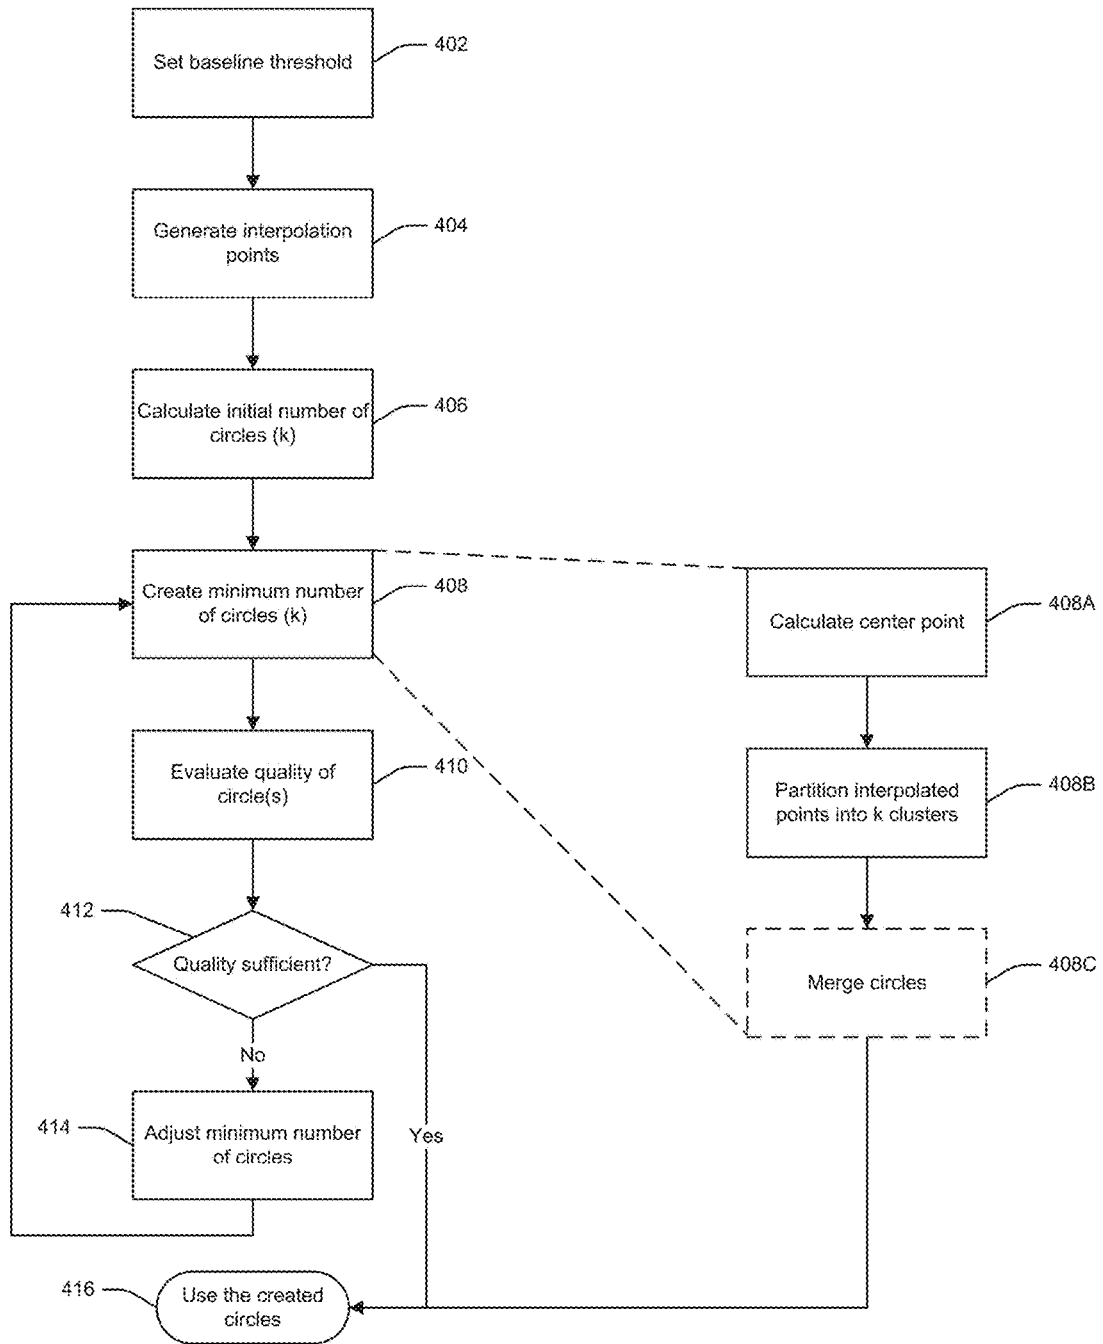 Set baseline threshold
402
Generate interpolation
points
404
Calculate initial number of
circles (k)
406
Create minimum number
of circles (k)
408
Calculate center point
408A
Evaluate quality of
circle(s)
410
Partition interpolated
points into k clusters
408B
412
Quality sufficient?
Merge circles
408C
No
414
Adjust minimum number
of circles
Yes
416
Use the created
circles